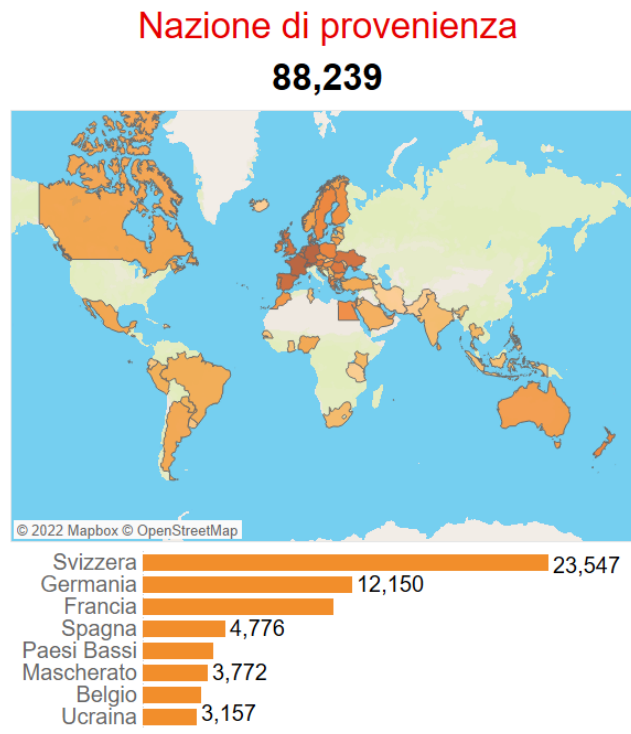 Nazione di provenienza
88,239
© 2022 Mapbox © OpenStreetMap
Svizzera 23,547
Germania 12,150
Francia
Spagna 4,776
Paesi Bassi
Mascherato 3,772
Belgio
Ucraina 3,157